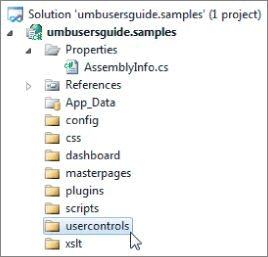 Solution 'umbusersguide.samples' (1 project)
umbusersguide.samples
Properties
AssemblyInfo.cs
References
App_Data
config
css
dashboard
masterpages
plugins
scripts
usercontrols
xslt